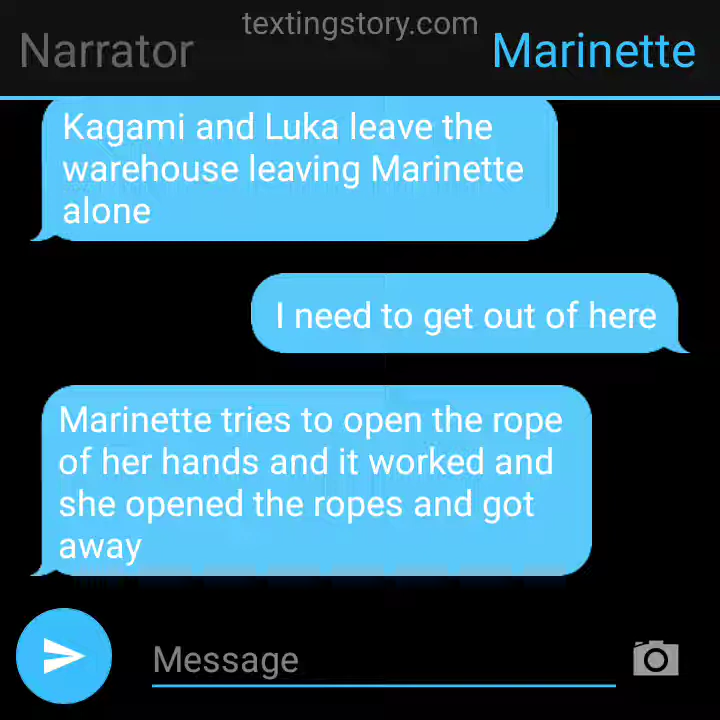 textingstory.com
Narrator
Marinette
Kagami and Luka leave the
warehouse leaving Marinette
alone
I need to get out of here
Marinette tries to open the rope
of her hands and it worked and
she opened the ropes and got
away
Message